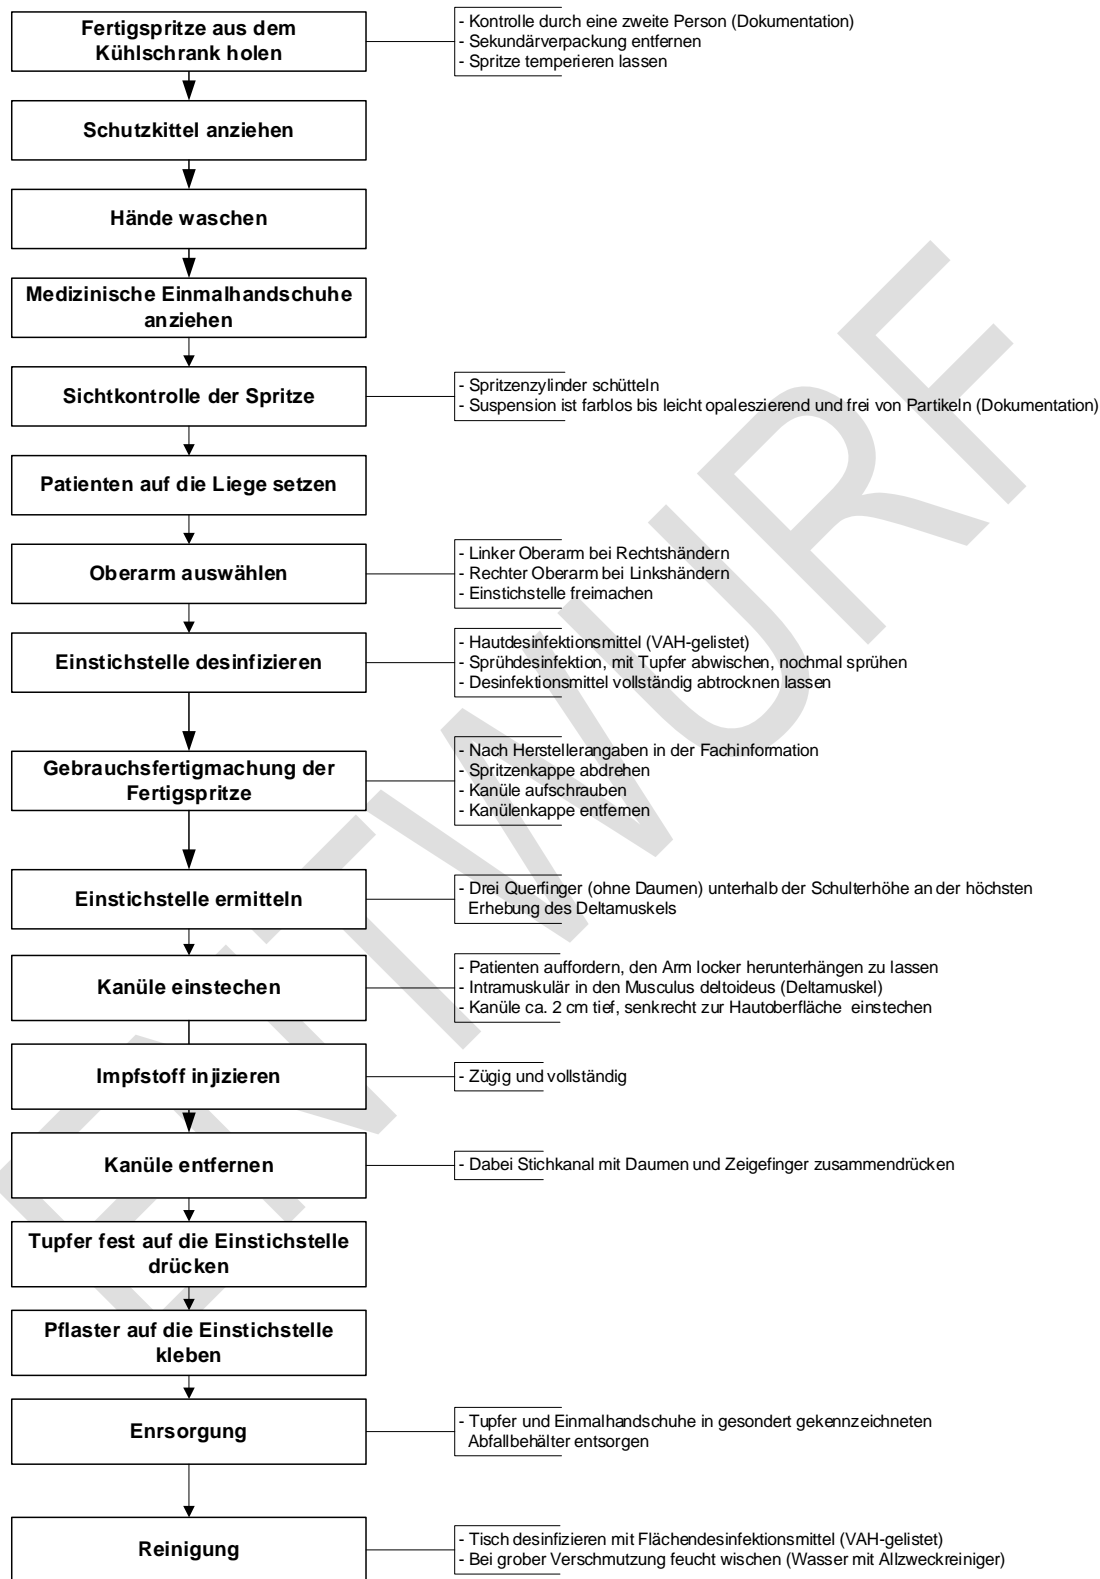 Fertigspritze aus dem
Kühlschrank holen
- Kontrolle durch eine zweite Person (Dokumentation)
- Sekundärverpackung entfernen
- Spritze temperieren lassen
Schutzkittel anziehen
Hände waschen
Medizinische Einmalhandschuhe
anziehen
Sichtkontrolle der Spritze
- Spritzenzylinder schütteln
- Suspension ist farblos bis leicht opaleszierend und frei von Partikeln (Dokumentation)
Patienten auf die Liege setzen
Oberarm auswählen
- Linker Oberarm bei Rechtshändern
- Rechter Oberarm bei Linkshändern
- Einstichstelle freimachen
Einstichstelle desinfizieren
- Hautdesinfektionsmittel (VAH-gelistet)
- Sprühdesinfektion, mit Tupfer abwischen, nochmal sprühen
- Desinfektionsmittel vollständig abtrocknen lassen
Gebrauchsfertigmachung der
Fertigspritze
- Nach Herstellerangaben in der Fachinformation
- Spritzenkappe abdrehen
- Kanüle aufschrauben
- Kanülenkappe entfernen
Einstichstelle ermitteln
- Drei Querfinger (ohne Daumen) unterhalb der Schulterhöhe an der höchsten
Erhebung des Deltamuskels
Kanüle einstechen
- Patienten auffordern, den Arm locker herunterhängen zu lassen
- Intramuskulär in den Musculus deltoideus (Deltamuskel)
- Kanüle ca. 2 cm tief, senkrecht zur Hautoberfläche einstechen
Impfstoff injizieren
- Zügig und vollständig
Kanüle entfernen
- Dabei Stichkanal mit Daumen und Zeigefinger zusammendrücken
Tupfer fest auf die Einstichstelle
drücken
Pflaster auf die Einstichstelle
kleben
Enrsorgung
- Tupfer und Einmalhandschuhe in gesondert gekennzeichneten
Abfallbehälter entsorgen
Reinigung
- Tisch desinfizieren mit Flächendesinfektionsmittel (VAH-gelistet)
- Bei grober Verschmutzung feucht wischen (Wasser mit Allzweckreiniger)
ENTWURF